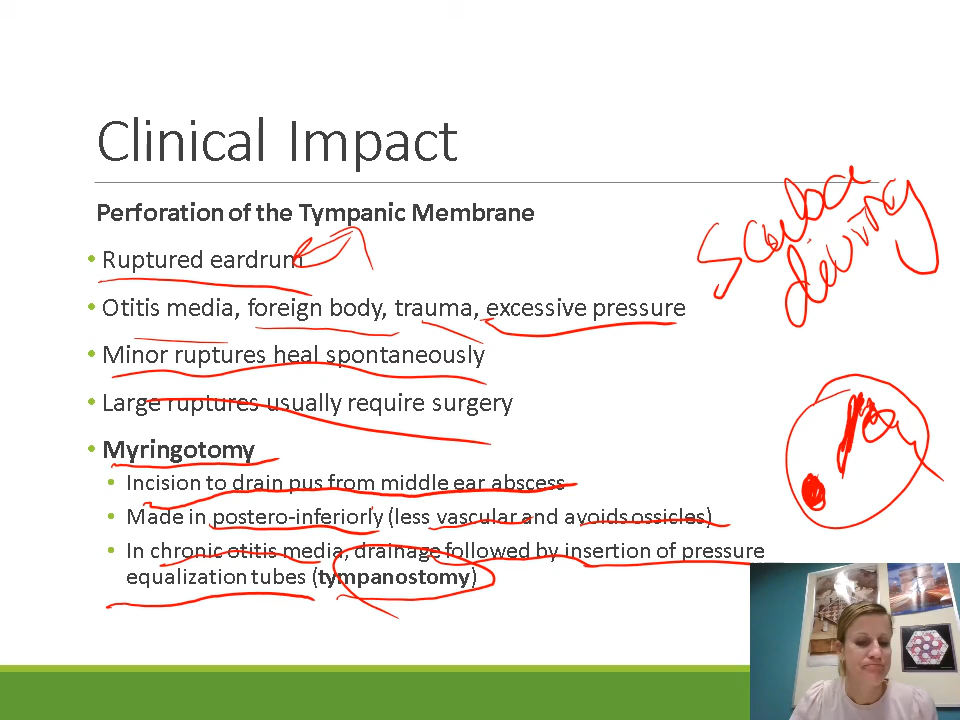 Clinical Impact
Perforation of the Tympanic Membrane
• Ruptured eardrum
• Otitis media, foreign body, trauma, excessive pressure
• Minor ruptures heal spontaneously
• Large ruptures usually require surgery
• Myringotomy
• Incision to drain pus from middle ear abscess
• Made in postero-inferiorly (less vascular and avoids ossicles)
• In chronic otitis media, drainage followed by insertion of pressure
equalization tubes (tympanostomy)
Scuba
diving